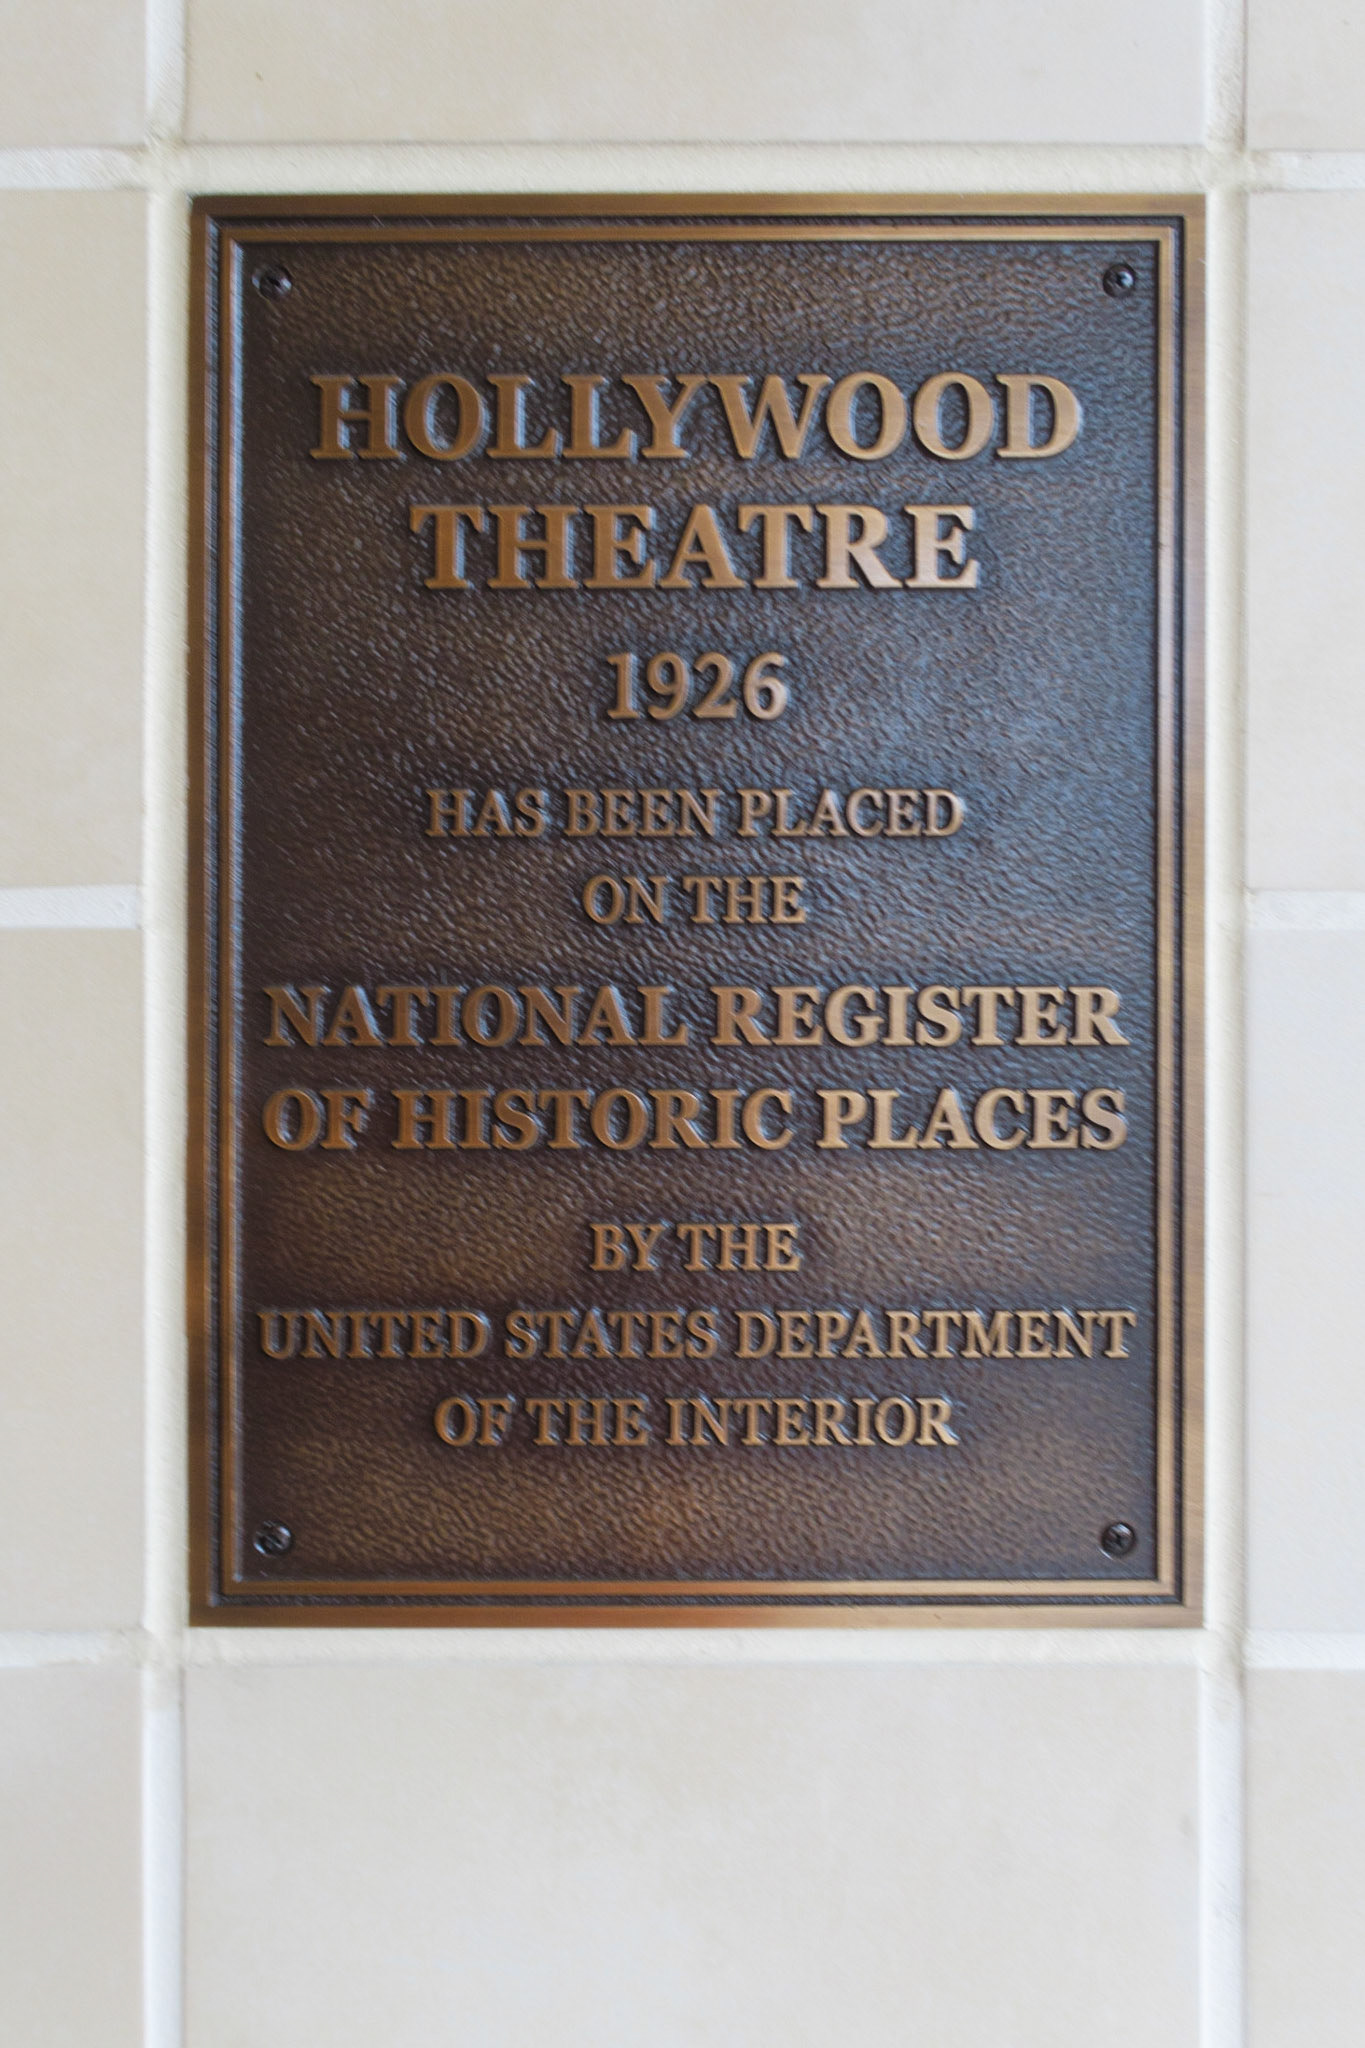 HOLLYWOOD
THEATRE
1926
HAS BEEN PLACED
ON THE
NATIONAL REGISTER
OF HISTORIC PLACES
BY THE
UNITED STATES DEPARTMENT
OF THE INTERIOR